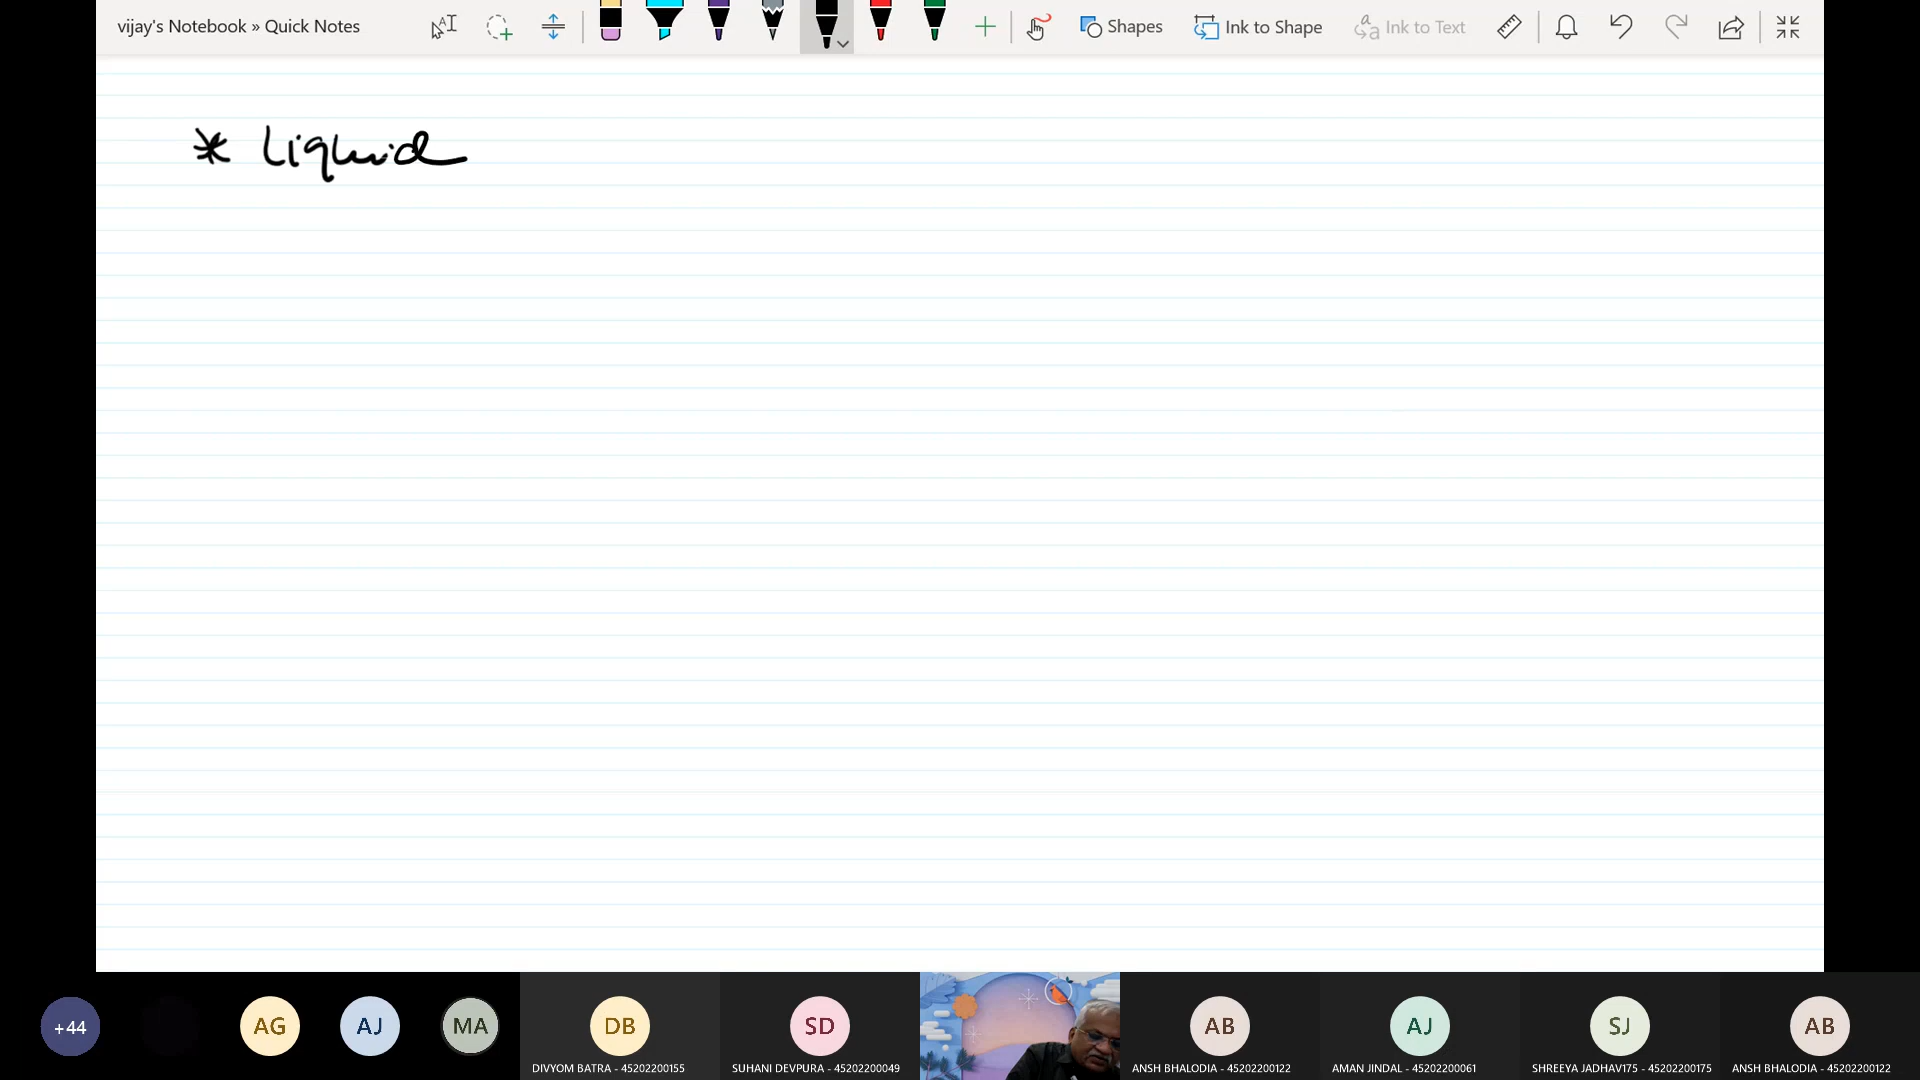 vijay's Notebook » Quick Notes
Shapes
Ink to Shape
Ink to Text
* Liquid
+44
AG
AJ
MA
DB
SD
AB
AJ
SJ
AB
DIVYOM BATRA - 45202200155
SUHANI DEVPURA - 45202200049
ANSH BHALODIA - 45202200122
AMAN JINDAL - 45202200061
SHREEYA JADHAV175 - 45202200175
ANSH BHALODIA - 45202200122